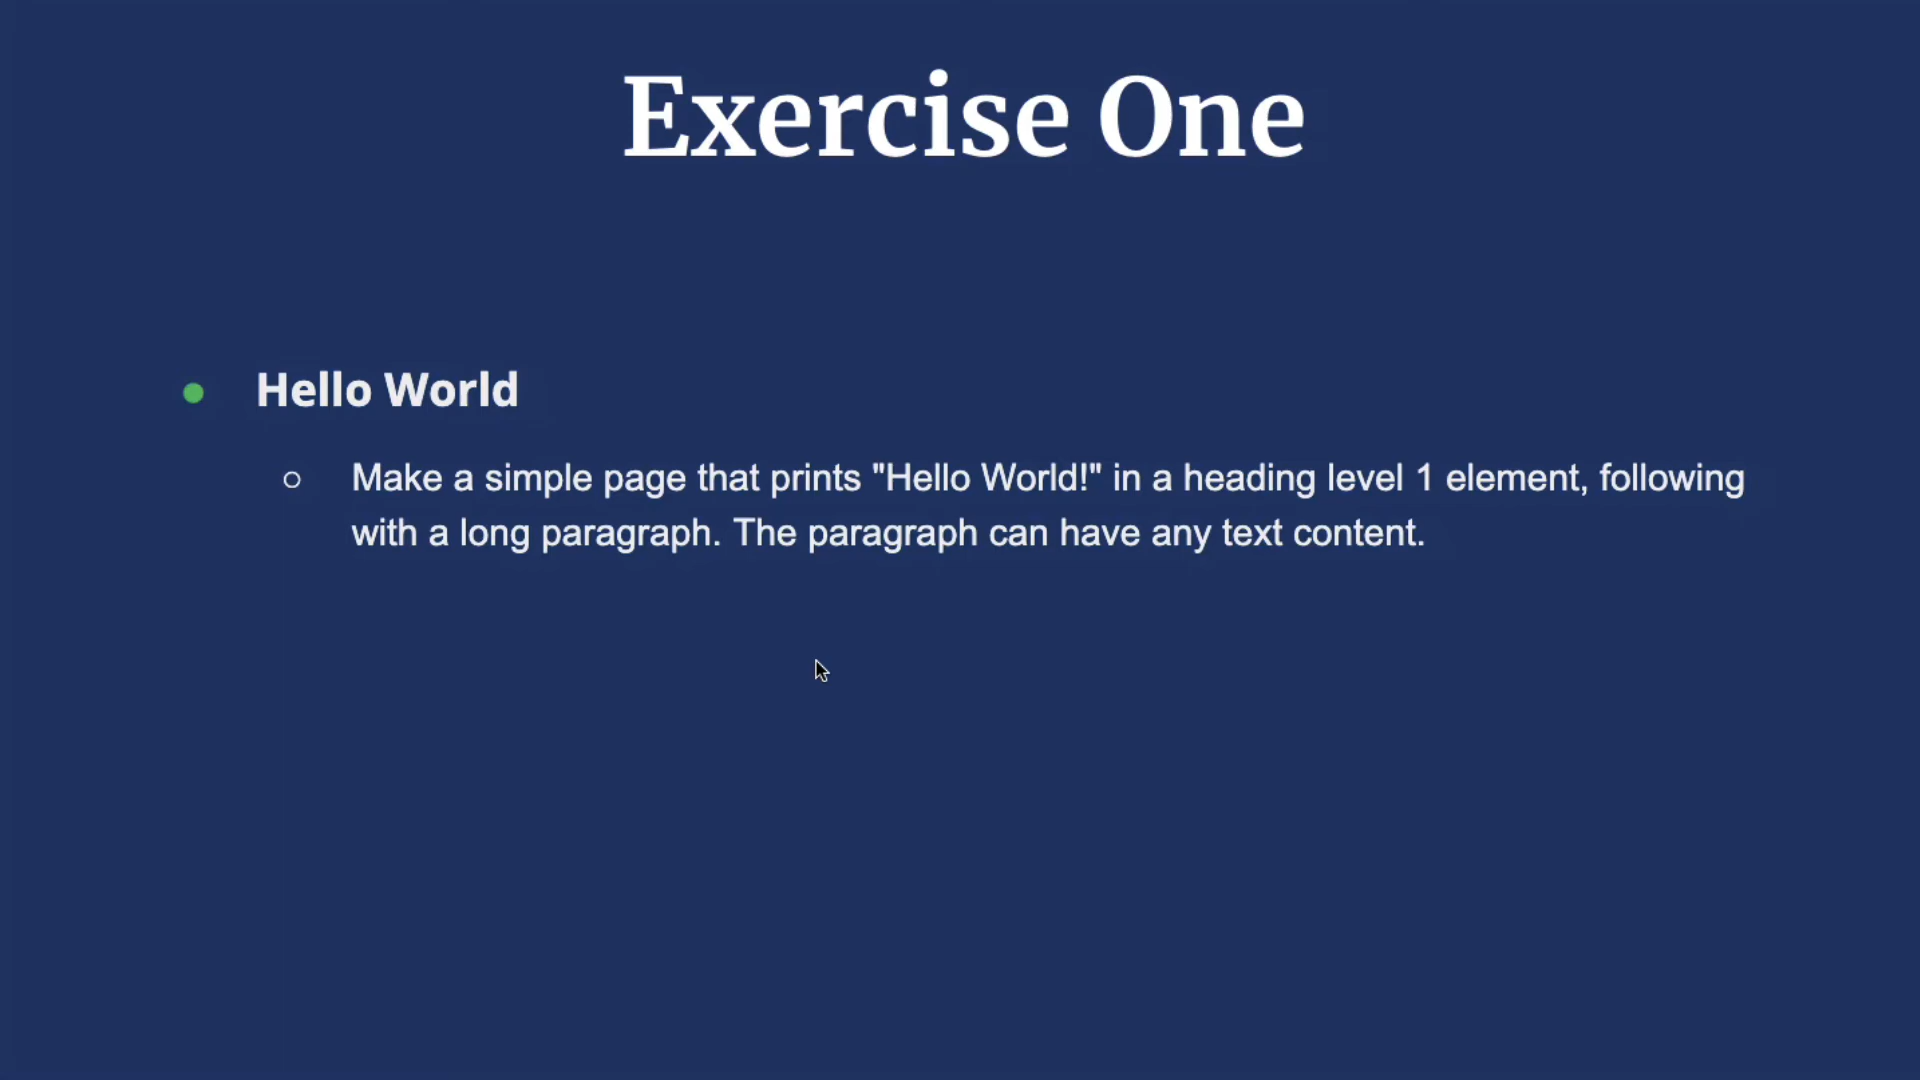 Exercise One
Hello World
Make a simple page that prints "Hello World!" in a heading level 1 element, following
with a long paragraph. The paragraph can have any text content.